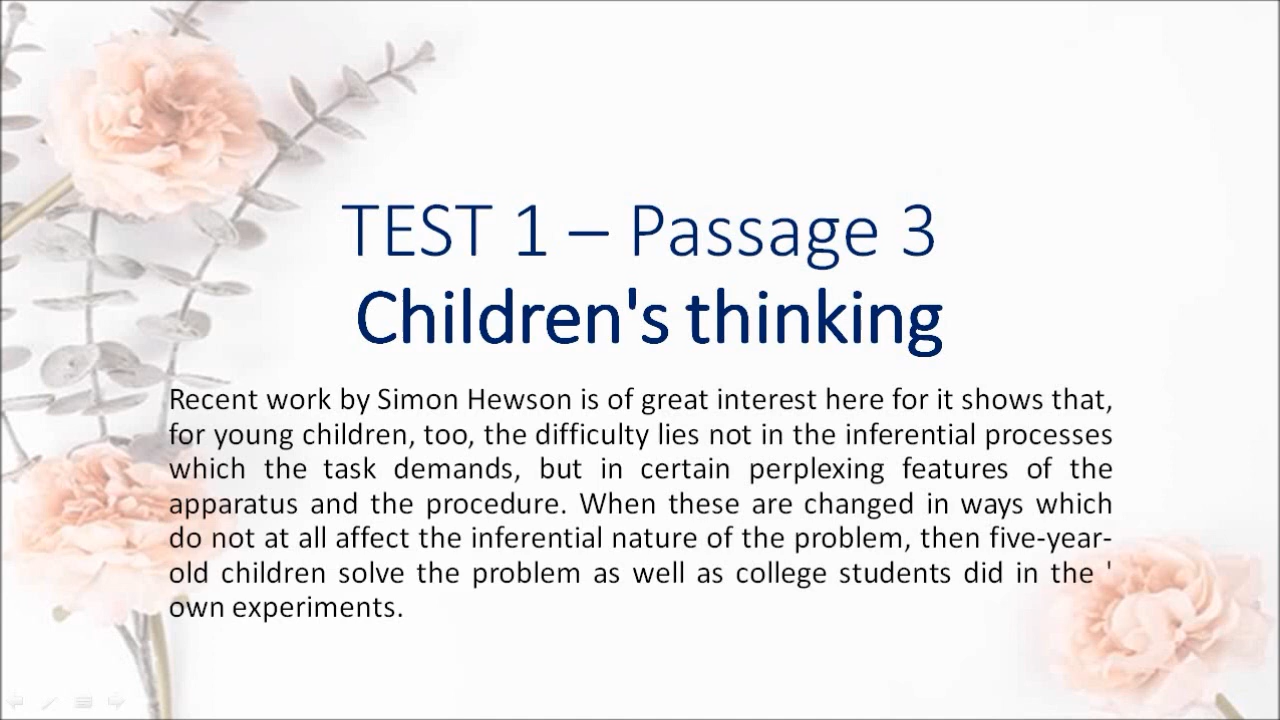 TEST 1 – Passage 3
Children's thinking
Recent work by Simon Hewson is of great interest here for it shows that,
for young children, too, the difficulty lies not in the inferential processes
which the task demands, but in certain perplexing features of the
apparatus and the procedure. When these are changed in ways which
do not at all affect the inferential nature of the problem, then five-year-
old children solve the problem as well as college students did in the '
own experiments.